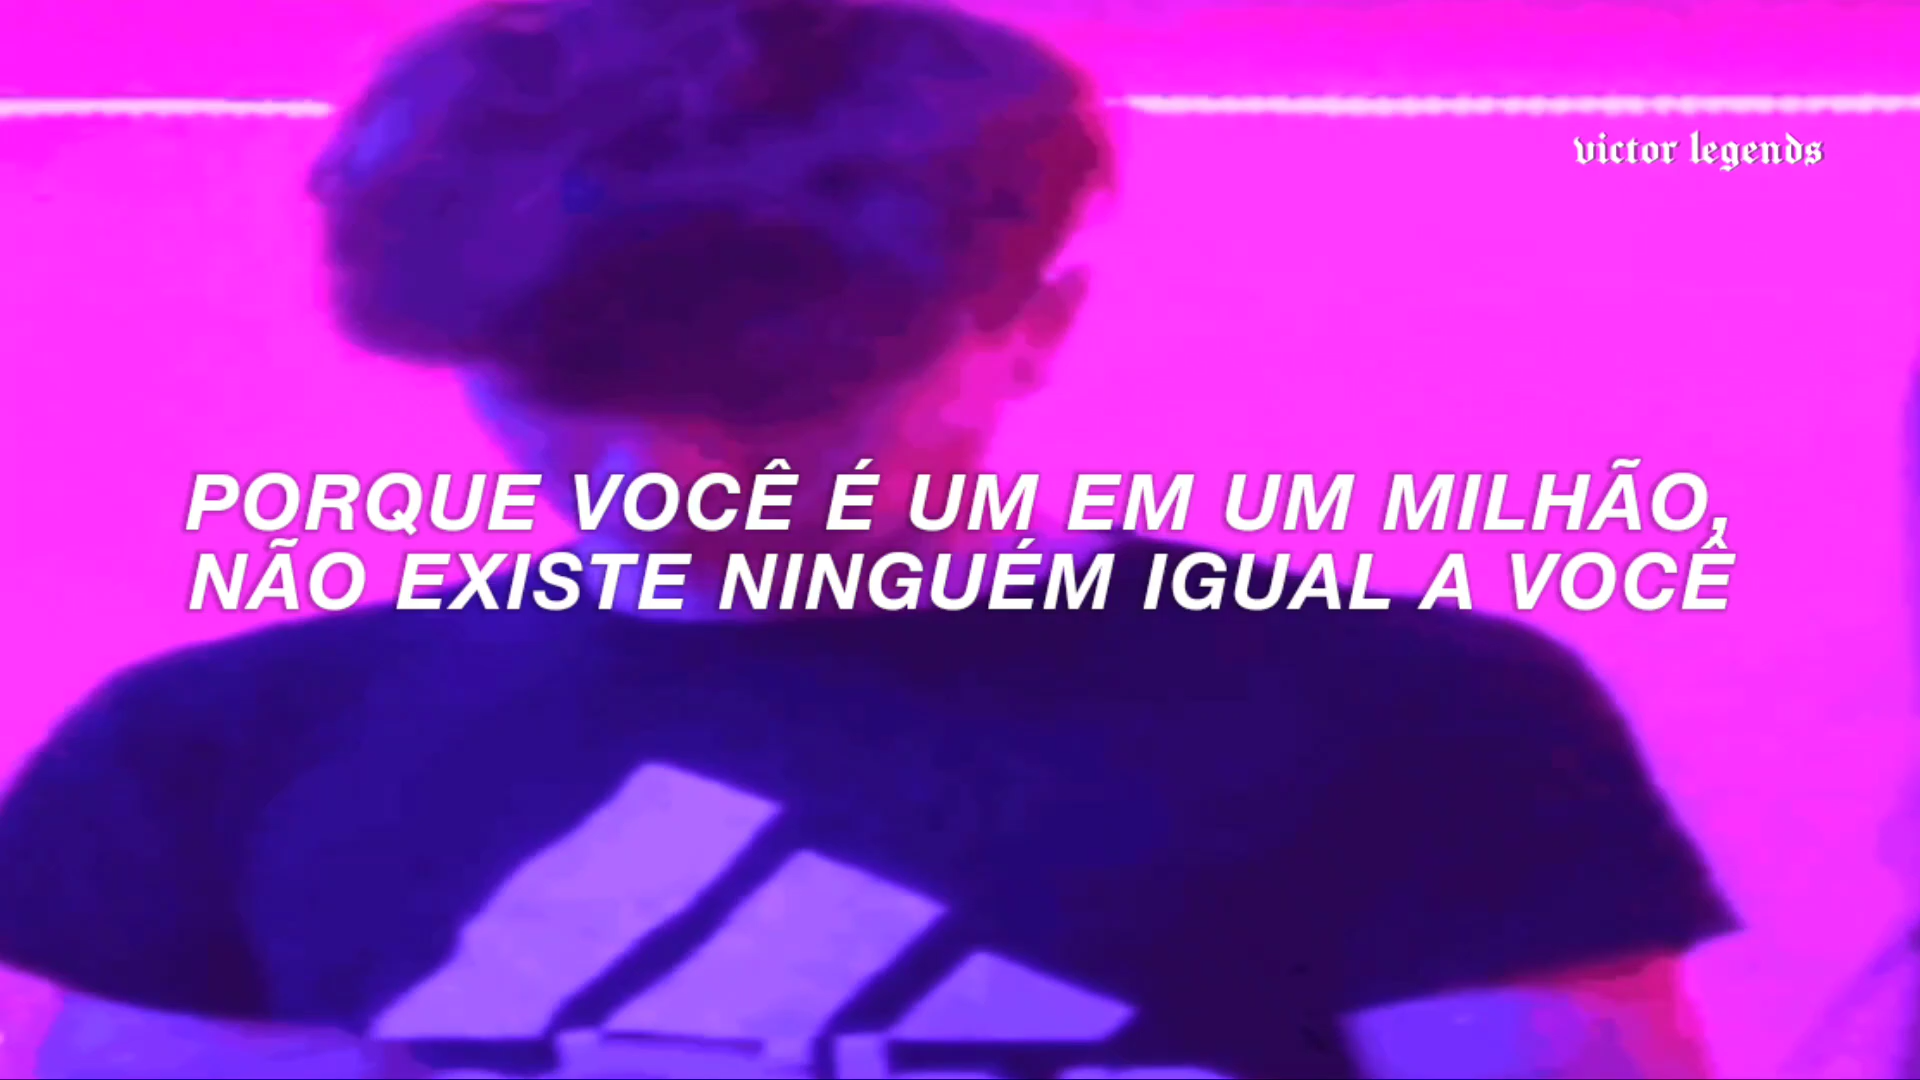 victor legends
PORQUE VOCÊ É UM EM UM MILHÃO,
NÃO EXISTE NINGUÉM IGUAL A VOCÊ